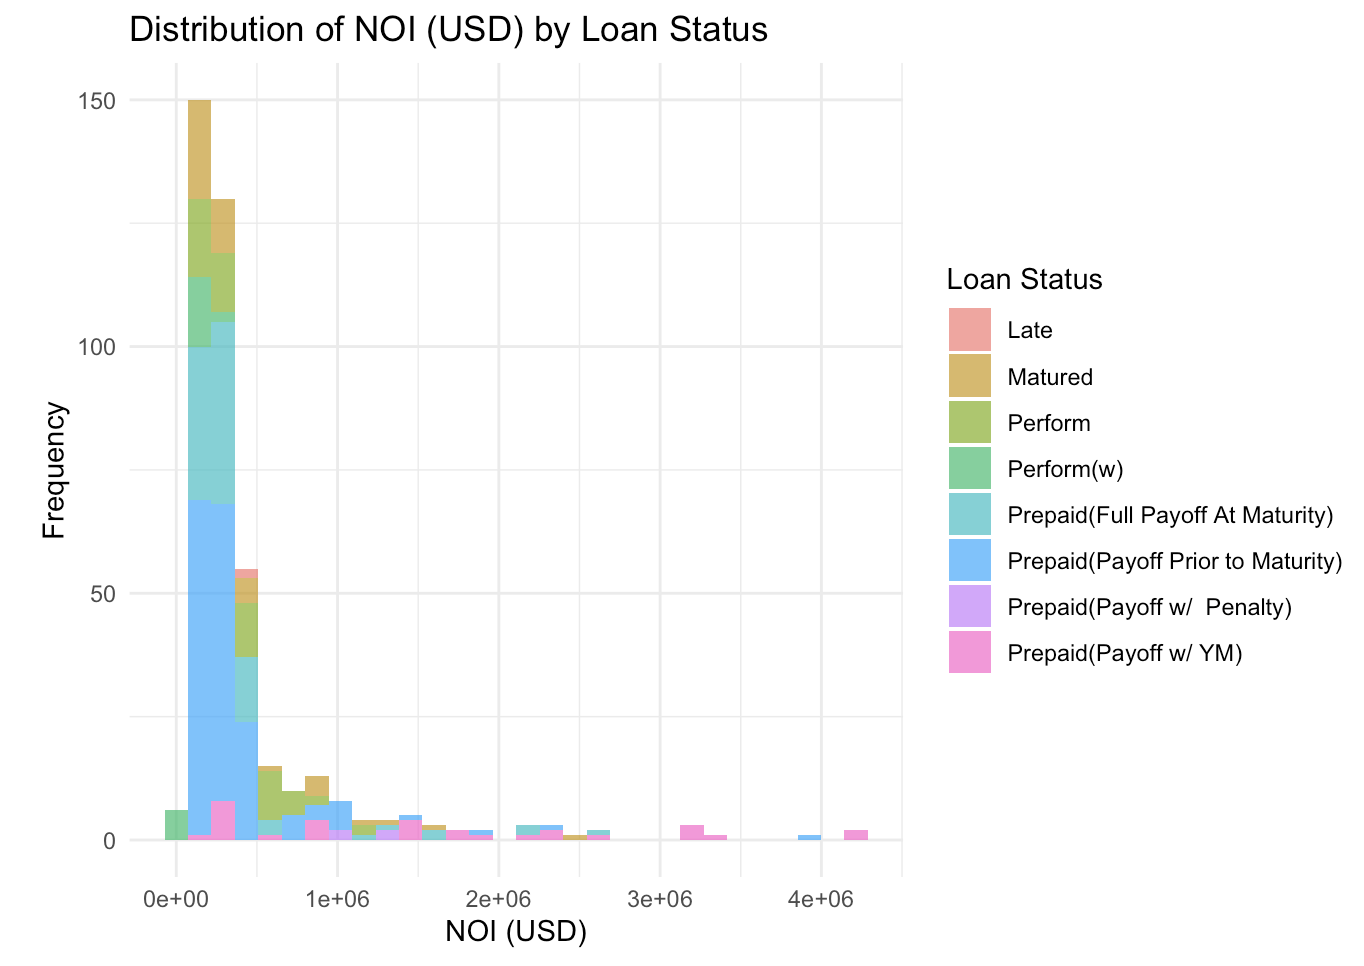 Distribution of NOI (USD) by Loan Status
150
100
50
0
Frequency
0e+00 1e+06 2e+06 3e+06 4e+06
NOI (USD)
Loan Status
Late
Matured
Perform
Perform(w)
Prepaid(Full Payoff At Maturity)
Prepaid(Payoff Prior to Maturity)
Prepaid(Payoff w/  Penalty)
Prepaid(Payoff w/ YM)